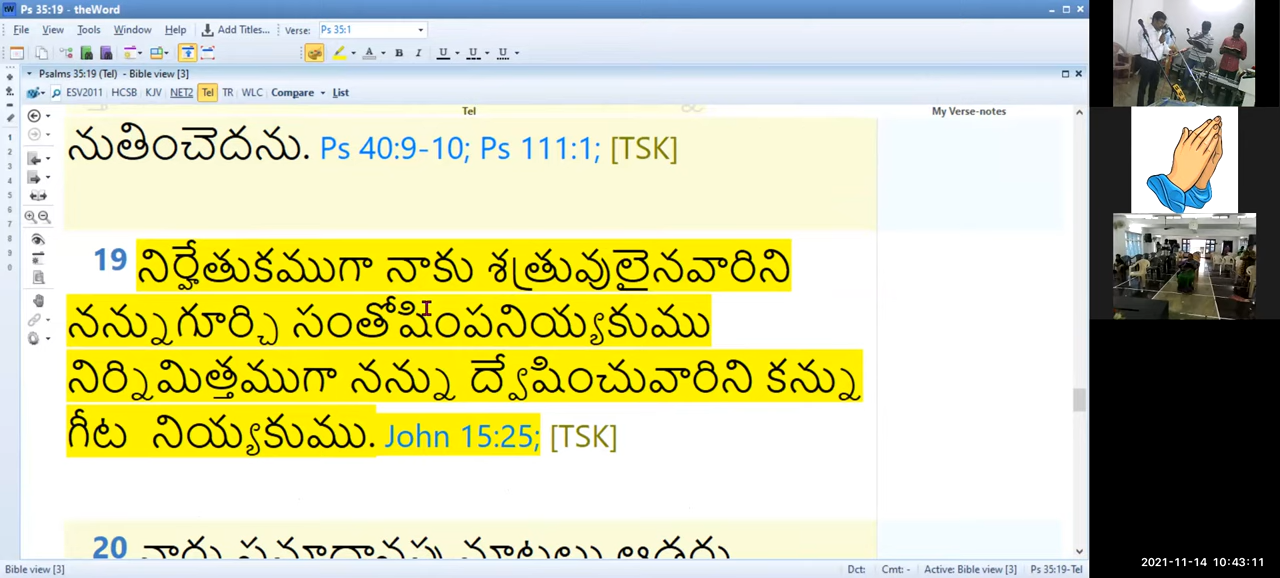 Ps 35:19 - theWord
File View Tools Window Help Add Titles... Verse: Ps 35:1
A B I U U U
Psalms 35:19 (Tel) - Bible view [3]
ESV2011 HCSB KJV NET2 Tel TR WLC Compare List
Tel My Verse-notes
నుతించెదను. Ps 40:9-10; Ps 111:1; [TSK]
19 నిర్హేతుకముగా నాకు శత్రువులైనవారిని
నన్నుగూర్చి సంతోషింపనియ్యకుము
నిర్నిమిత్తముగా నన్ను ద్వేషించువారిని కన్ను
గీట నియ్యకుము. John 15:25; [TSK]
20
Bible view [3] Dct: Cmt: - Active: Bible view [3] Ps 35:19-Tel
2021-11-14 10:43:11